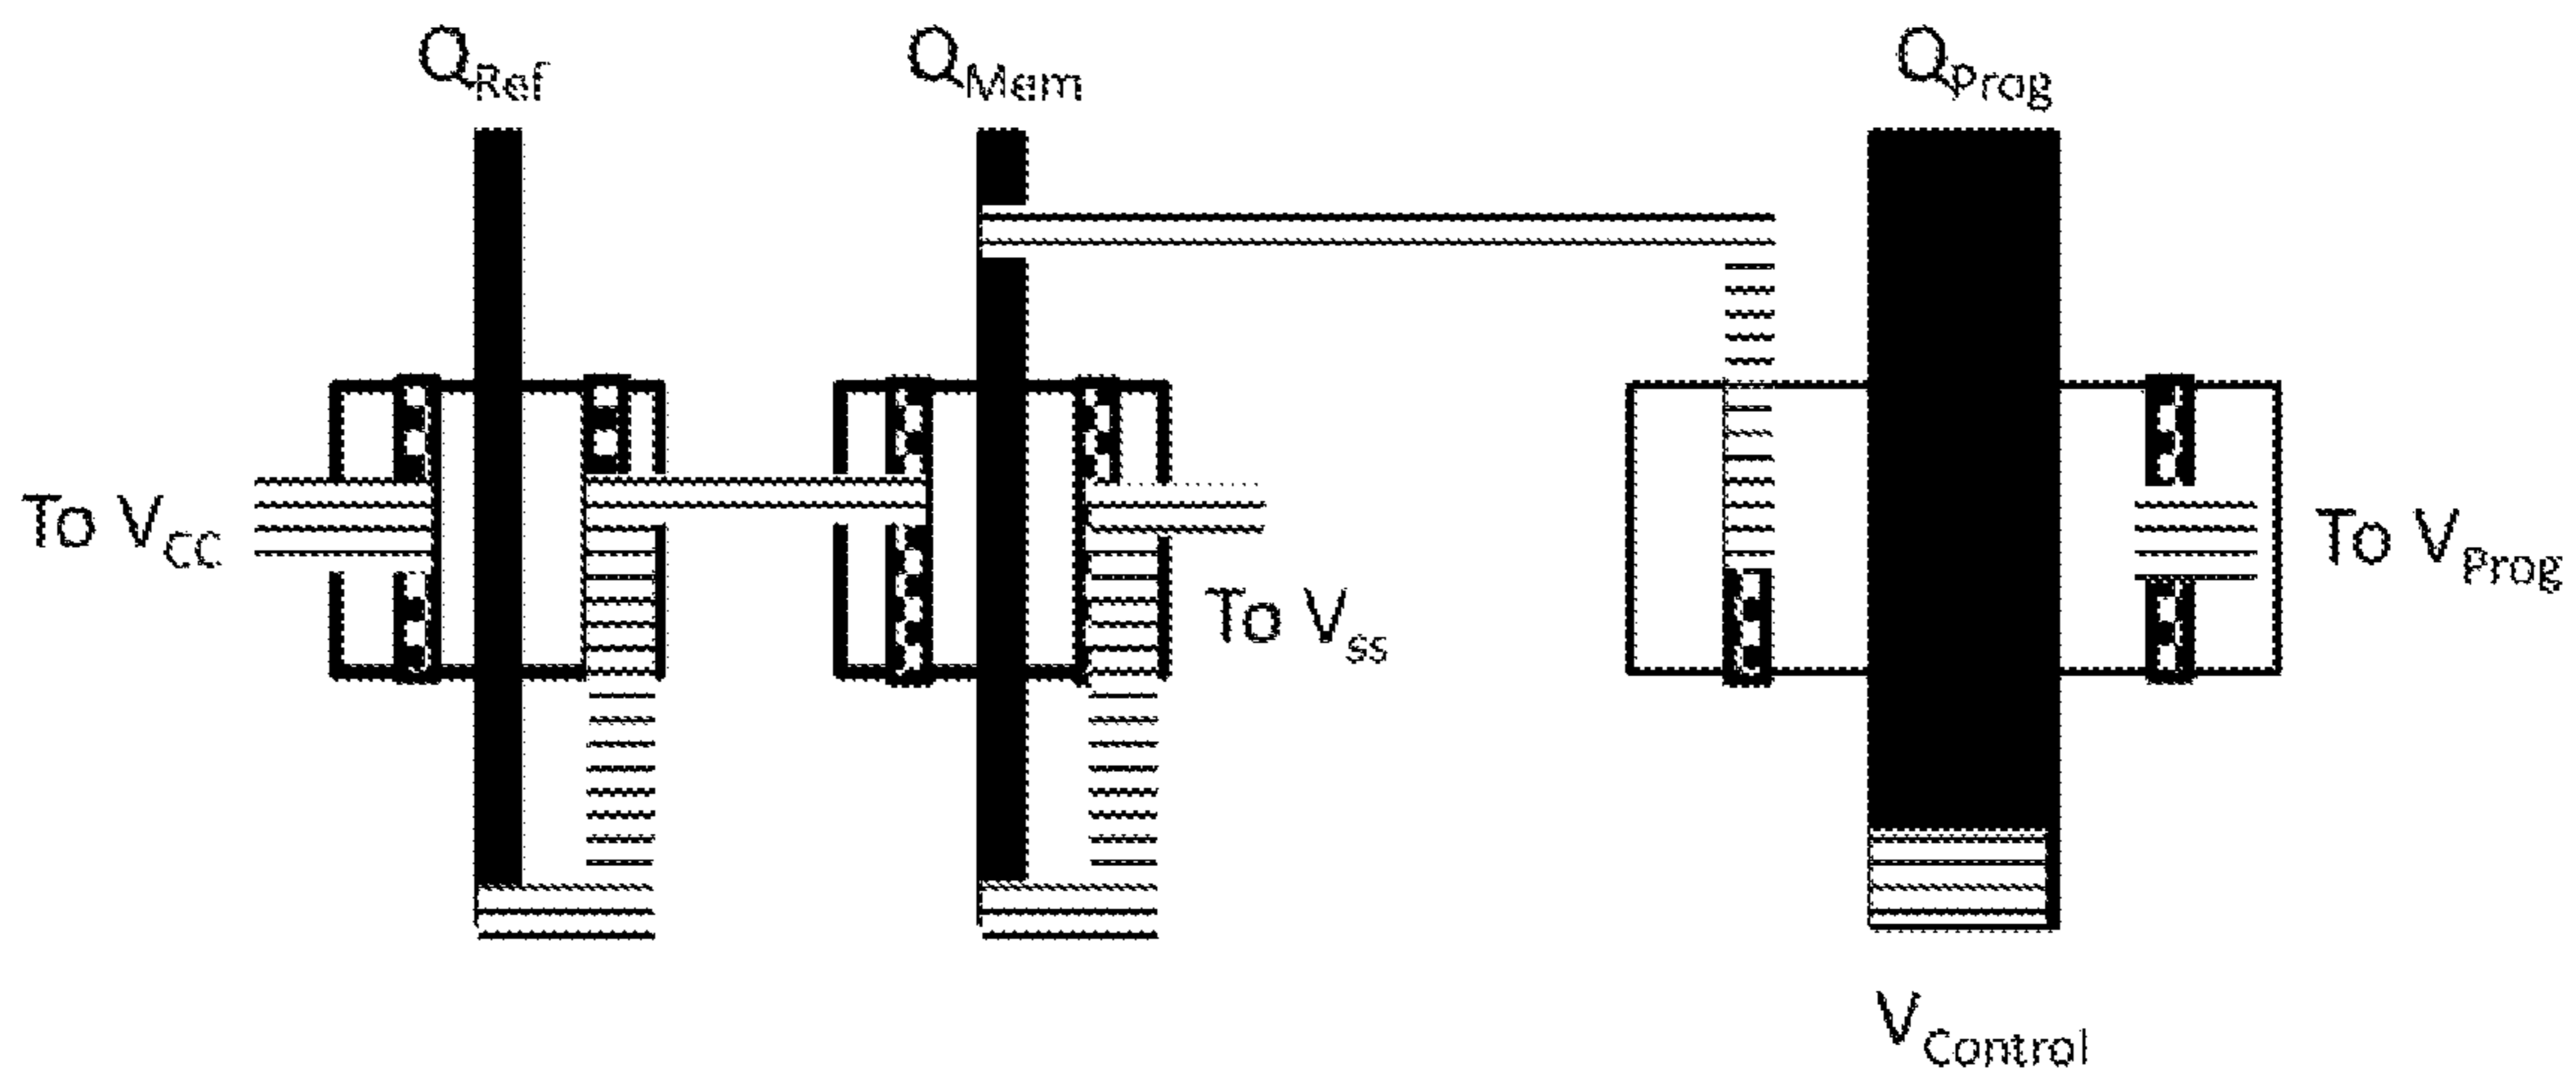 QRef
QMem
QProg
To VCC
To Vss
To VProg
VControl